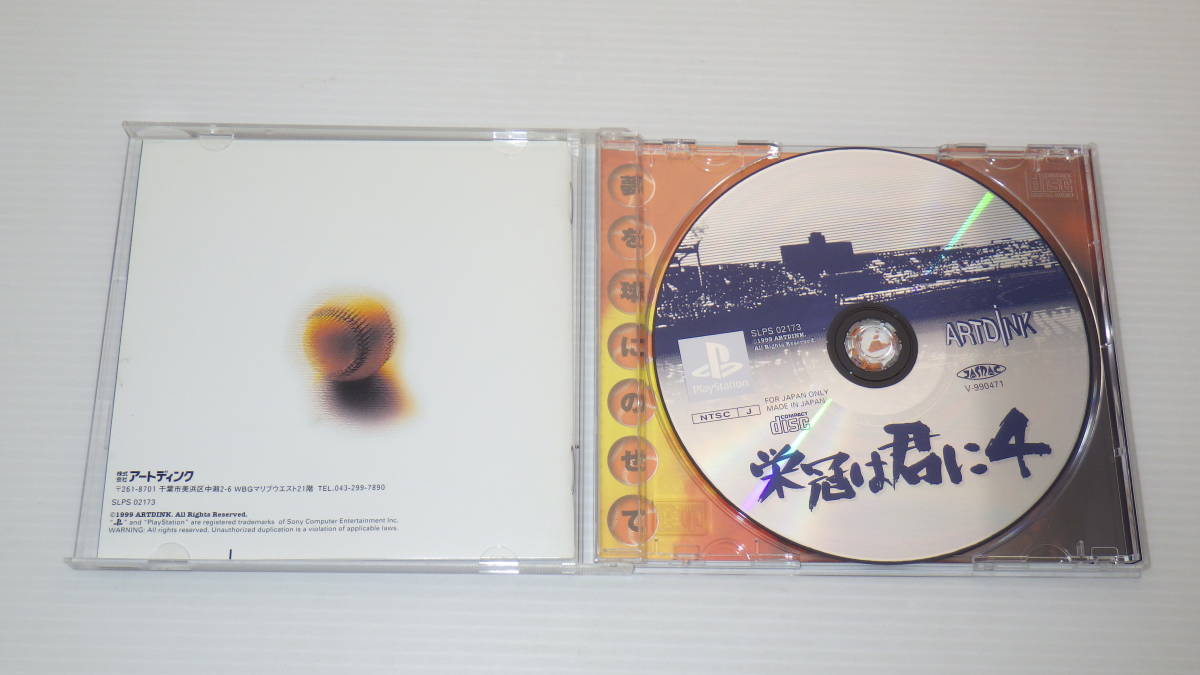 株式会社 アートディンク
〒261-8701 千葉市美浜区中瀬2-6 WBGマリブウエスト21階 TEL.043-299-7890
SLPS 02173
©1999 ARTDINK. All Rights Reserved.
" " and "PlayStation" are registered trademarks of Sony Computer Entertainment Inc.
WARNING: All rights reserved. Unauthorized duplication is a violation of applicable laws.
を
に
の
せ
て
disc
SLPS 02173
©1999 ARTDINK.
All Rights Reserved.
PlayStation
ARTDINK
JASRAC
V-990471
FOR JAPAN ONLY
MADE IN JAPAN
NTSC J
COMPACT
disc
栄冠は君に4